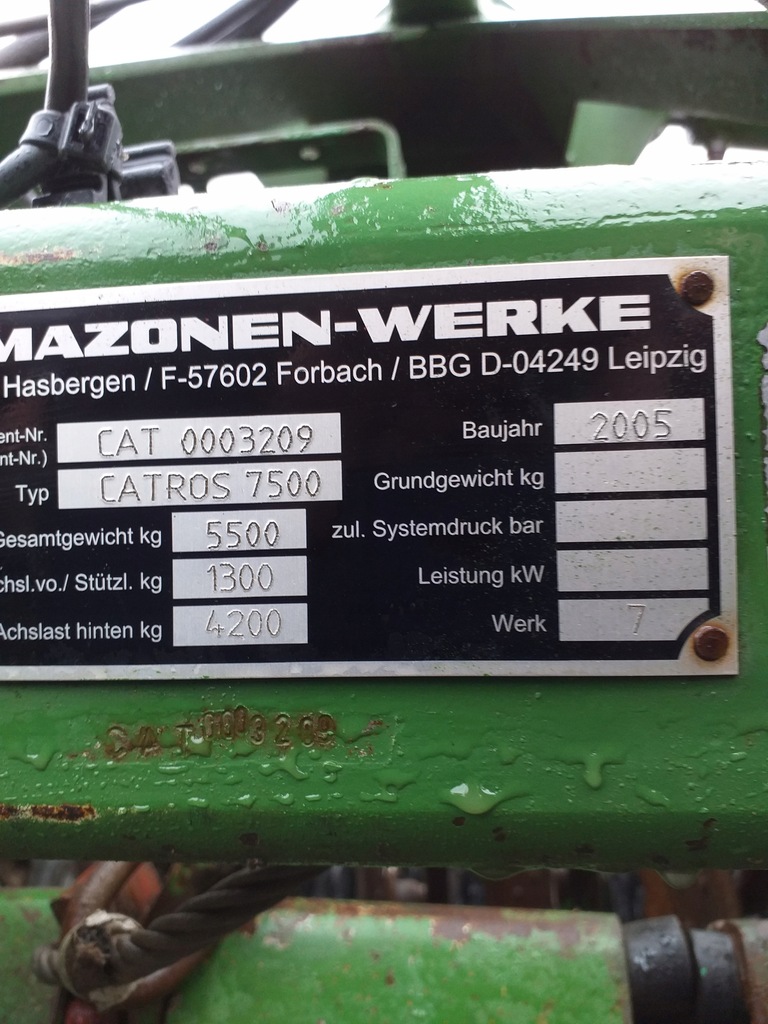 MAZONEN-WERKE
Hasbergen / F-57602 Forbach / BBG D-04249 Leipzig
ent-Nr. CAT 0003209
nt-Nr.)
Baujahr 2005
Typ CATROS 7500
Grundgewicht kg
Gesamtgewicht kg 5500
zul. Systemdruck bar
chsl.vo./ Stützl. kg 1300
Leistung kW
Achslast hinten kg 4200
Werk 7
CAT0003209